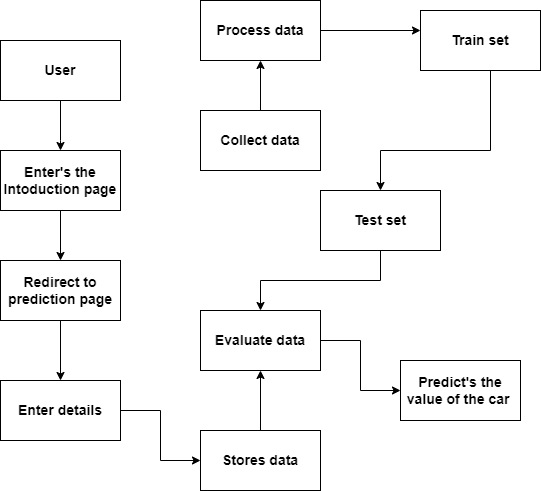 Process data
Train set
User
Collect data
Enter's the
Intoduction page
Test set
Redirect to
prediction page
Evaluate data
Predict's the
value of the car
Enter details
Stores data